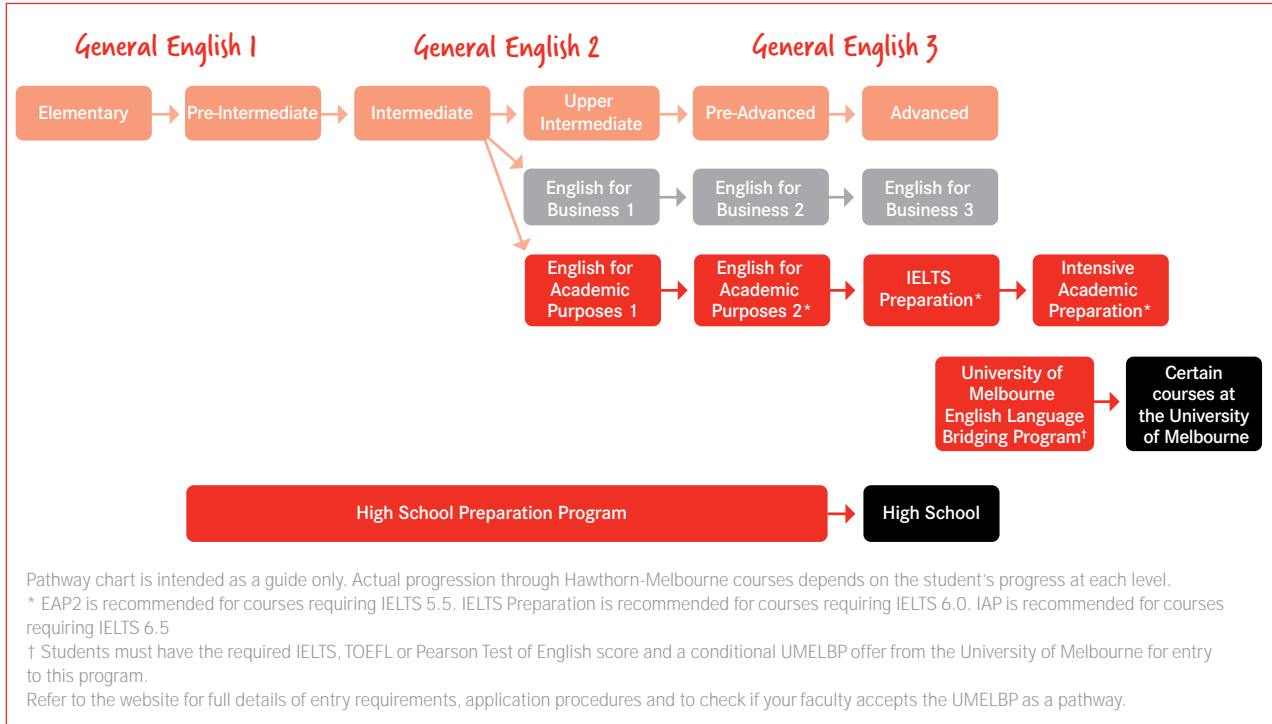 General English 1
General English 2
General English 3
Elementary
Pre-Intermediate
Intermediate
Upper
Intermediate
Pre-Advanced
Advanced
English for
Business 1
English for
Business 2
English for
Business 3
English for
Academic
Purposes 1
English for
Academic
Purposes 2*
IELTS
Preparation*
Intensive
Academic
Preparation*
University of
Melbourne
English Language
Bridging Program†
Certain
courses at
the University
of Melbourne
High School Preparation Program
High School
Pathway chart is intended as a guide only. Actual progression through Hawthorn-Melbourne courses depends on the student's progress at each level.
* EAP2 is recommended for courses requiring IELTS 5.5. IELTS Preparation is recommended for courses requiring IELTS 6.0. IAP is recommended for courses
requiring IELTS 6.5
† Students must have the required IELTS, TOEFL or Pearson Test of English score and a conditional UMELBP offer from the University of Melbourne for entry
to this program.
Refer to the website for full details of entry requirements, application procedures and to check if your faculty accepts the UMELBP as a pathway.